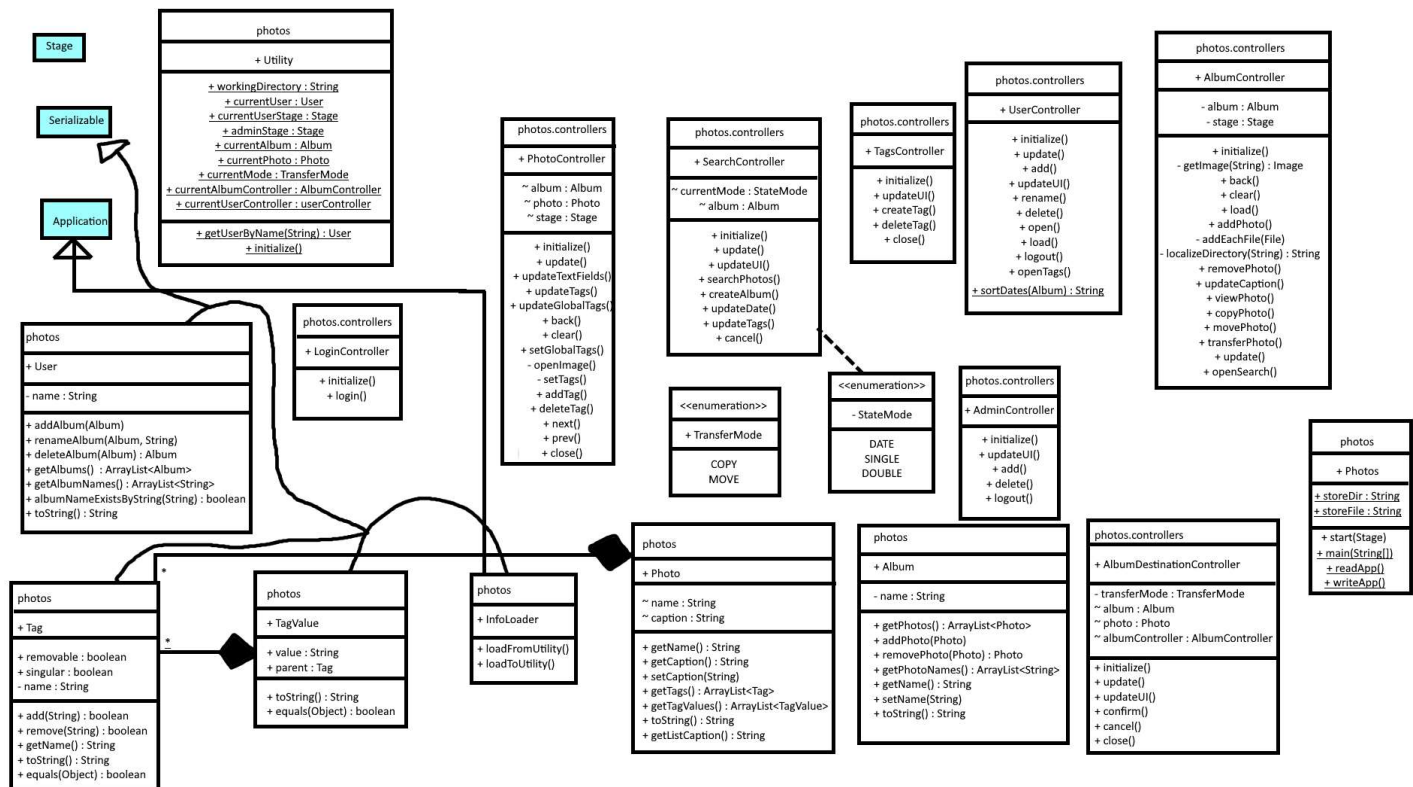 Stage
Serializable
Application
photos
+ Utility
+ workingDirectory : String
+ currentUser : User
+ currentUserStage : Stage
+ adminStage : Stage
+ currentAlbum : Album
+ currentPhoto : Photo
+ currentMode : TransferMode
+ currentAlbumController : AlbumController
+ currentUserController : userController
+ getUserByName(String) : User
+ initialize()
photos
+ User
- name : String
+ addAlbum(Album)
+ renameAlbum(Album, String)
+ deleteAlbum(Album) : Album
+ getAlbums() : ArrayList<Album>
+ getAlbumNames() : ArrayList<String>
+ albumNameExistsByString(String) : boolean
+ toString() : String
photos.controllers
+ LoginController
+ initialize()
+ login()
photos.controllers
+ PhotoController
~ album : Album
~ photo : Photo
~ stage : Stage
+ initialize()
+ update()
+ updateTextFields()
+ updateTags()
+ updateGlobalTags()
+ back()
+ clear()
+ setGlobalTags()
- openImage()
- setTags()
+ addTag()
+ deleteTag()
+ next()
+ prev()
+ close()
photos.controllers
+ SearchController
~ currentMode : StateMode
~ album : Album
+ initialize()
+ update()
+ updateUI()
+ searchPhotos()
+ createAlbum()
+ updateDate()
+ updateTags()
+ cancel()
photos.controllers
+ TagsController
+ initialize()
+ updateUI()
+ createTag()
+ deleteTag()
+ close()
photos.controllers
+ UserController
+ initialize()
+ update()
+ add()
+ updateUI()
+ rename()
+ delete()
+ open()
+ load()
+ logout()
+ openTags()
+ sortDates(Album) : String
photos.controllers
+ AlbumController
- album : Album
- stage : Stage
+ initialize()
- getImage(String) : Image
+ back()
+ clear()
+ load()
+ addPhoto()
- addEachFile(File)
- localizeDirectory(String) : String
+ removePhoto()
+ updateCaption()
+ viewPhoto()
+ copyPhoto()
+ movePhoto()
+ transferPhoto()
+ update()
+ openSearch()
<<enumeration>>
+ TransferMode
COPY
MOVE
<<enumeration>>
- StateMode
DATE
SINGLE
DOUBLE
photos.controllers
+ AdminController
+ initialize()
+ updateUI()
+ add()
+ delete()
+ logout()
photos
+ Photos
+ storeDir : String
+ storeFile : String
+ start(Stage)
+ main(String[])
+ readApp()
+ writeApp()
photos
+ Tag
+ removable : boolean
+ singular : boolean
- name : String
+ add(String) : boolean
+ remove(String) : boolean
+ getName() : String
+ toString() : String
+ equals(Object) : boolean
*
*
photos
+ TagValue
+ value : String
+ parent : Tag
+ toString() : String
+ equals(Object) : boolean
photos
+ InfoLoader
+ loadFromUtility()
+ loadToUtility()
photos
+ Photo
~ name : String
~ caption : String
+ getName() : String
+ getCaption() : String
+ setCaption(String)
+ getTags() : ArrayList<Tag>
+ getTagValues() : ArrayList<TagValue>
+ toString() : String
+ getListCaption() : String
photos
+ Album
- name : String
+ getPhotos() : ArrayList<Photo>
+ addPhoto(Photo)
+ removePhoto(Photo) : Photo
+ getPhotoNames() : ArrayList<String>
+ getName() : String
+ setName(String)
+ toString() : String
photos.controllers
+ AlbumDestinationController
- transferMode : TransferMode
~ album : Album
~ photo : Photo
~ albumController : AlbumController
+ initialize()
+ update()
+ updateUI()
+ confirm()
+ cancel()
+ close()